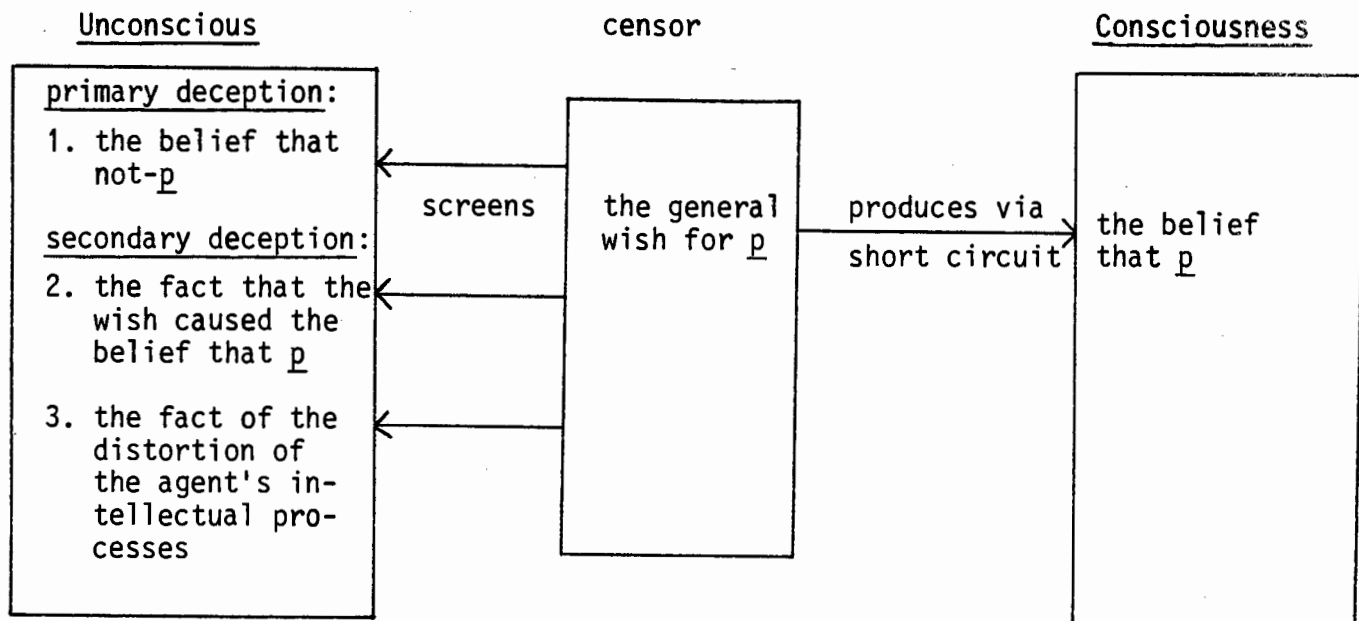 Unconscious
censor
Consciousness
primary deception:
1. the belief that
not-p
secondary deception:
2. the fact that the
wish caused the
belief that p
3. the fact of the
distortion of
the agent's in-
tellectual pro-
cesses
screens
the general
wish for p
produces via
short circuit
the belief
that p